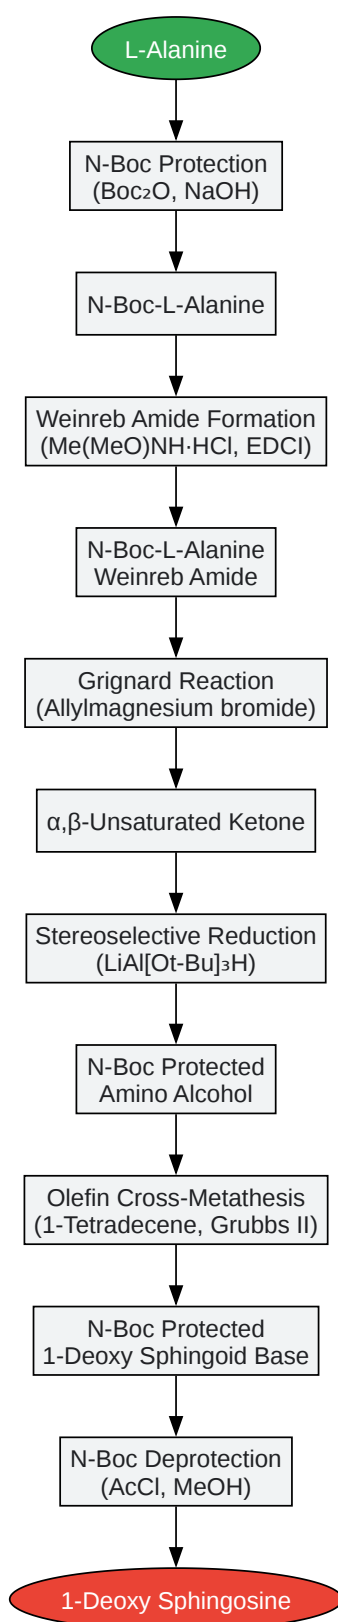 L-Alanine
N-Boc Protection
(Boc₂O, NaOH)
N-Boc-L-Alanine
Weinreb Amide Formation
(Me(MeO)NH·HCl, EDCI)
N-Boc-L-Alanine
Weinreb Amide
Grignard Reaction
(Allylmagnesium bromide)
α,β-Unsaturated Ketone
Stereoselective Reduction
(LiAl[Ot-Bu]₃H)
N-Boc Protected
Amino Alcohol
Olefin Cross-Metathesis
(1-Tetradecene, Grubbs II)
N-Boc Protected
1-Deoxy Sphingoid Base
N-Boc Deprotection
(AcCl, MeOH)
1-Deoxy Sphingosine